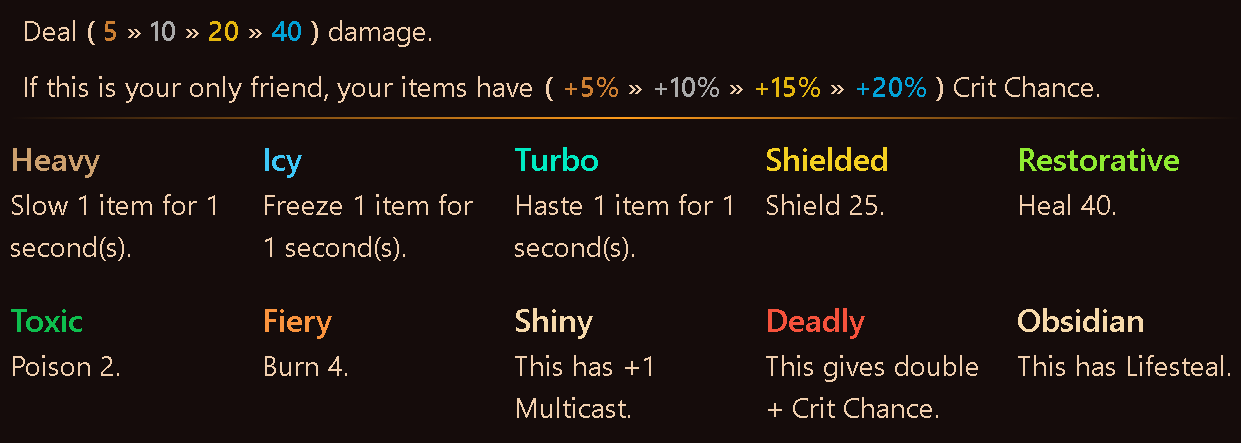 Deal ( 5 » 10 » 20 » 40 ) damage.
If this is your only friend, your items have ( +5% » +10% » +15% » +20% ) Crit Chance.
Heavy
Slow 1 item for 1
second(s).
Icy
Freeze 1 item for
1 second(s).
Turbo
Haste 1 item for 1
second(s).
Shielded
Shield 25.
Restorative
Heal 40.
Toxic
Poison 2.
Fiery
Burn 4.
Shiny
This has +1
Multicast.
Deadly
This gives double
+ Crit Chance.
Obsidian
This has Lifesteal.